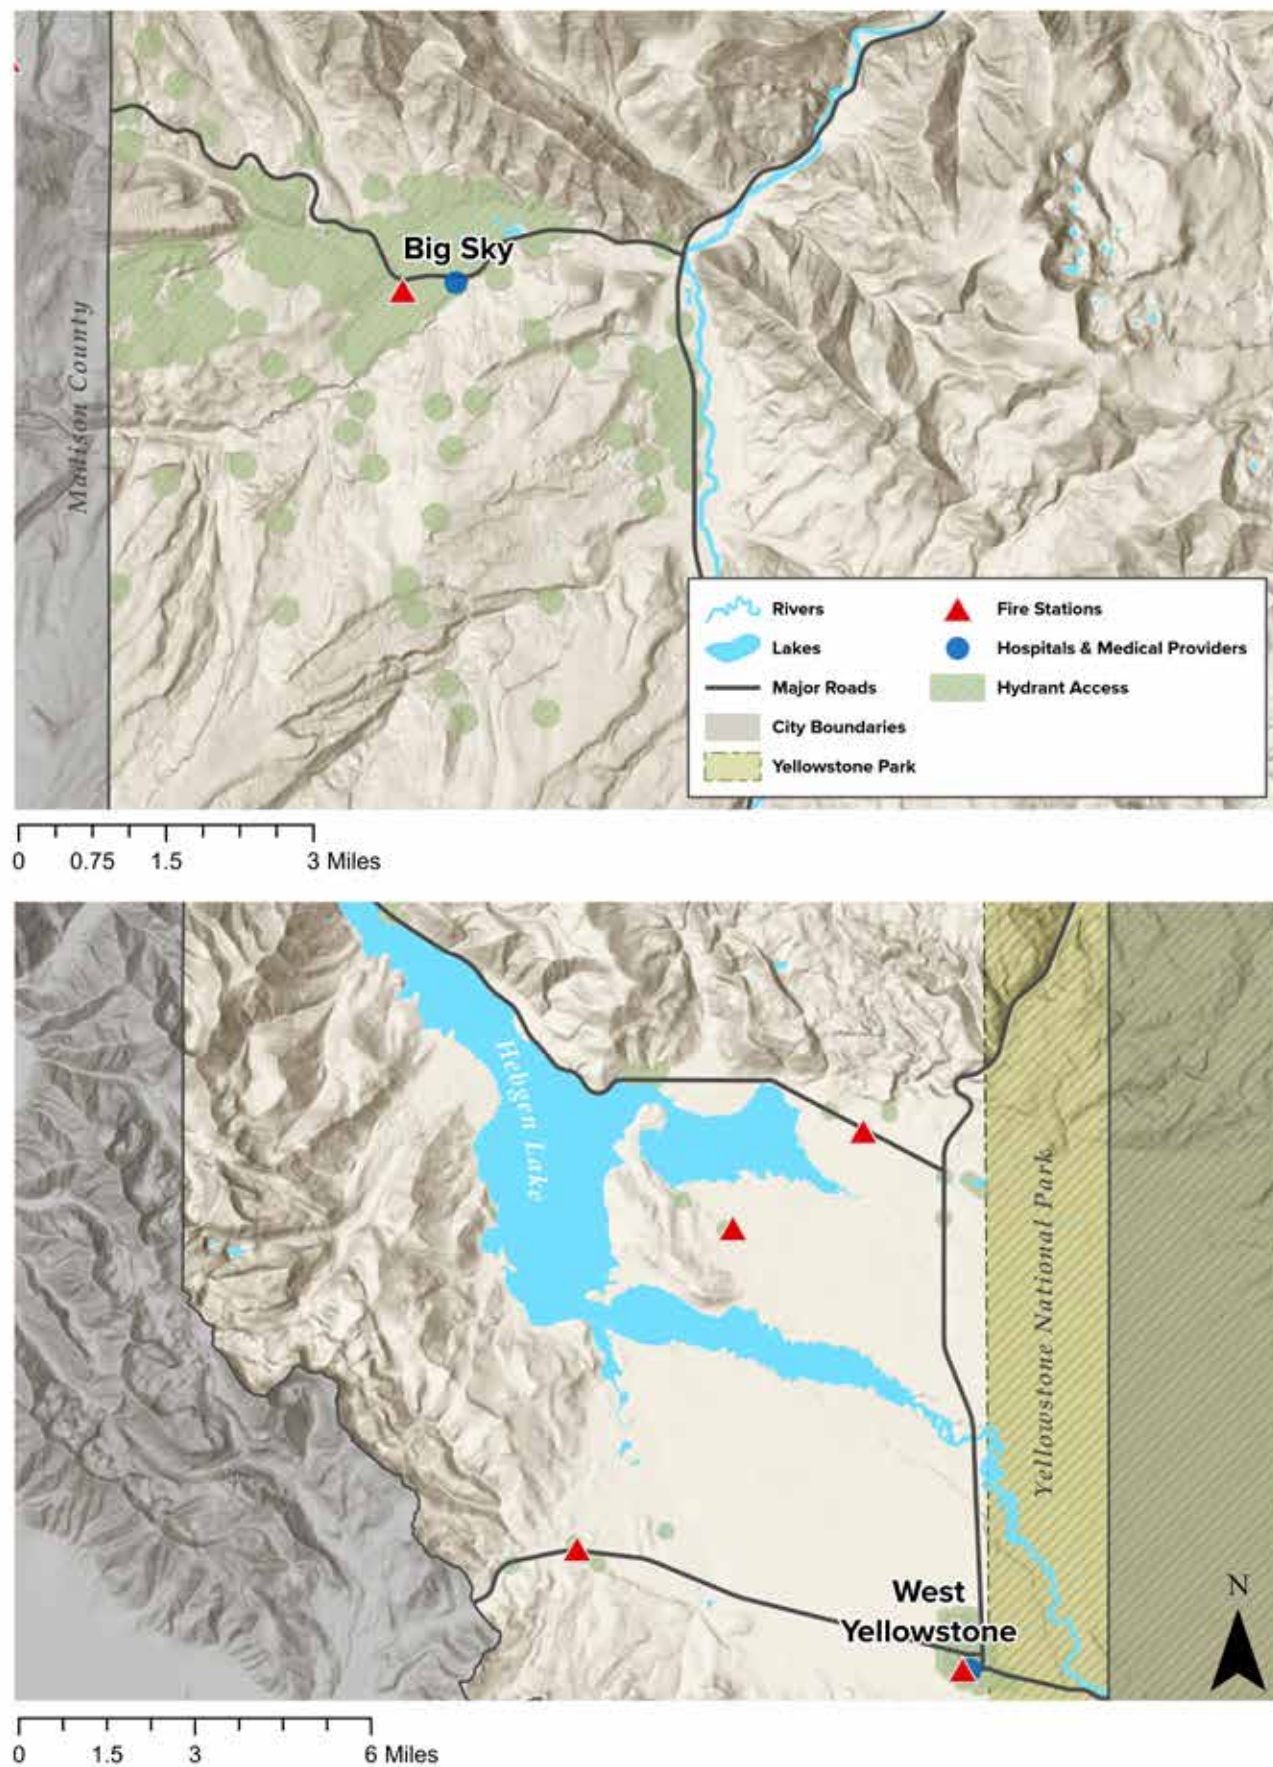 Big Sky
Madison County
Rivers
Lakes
Major Roads
City Boundaries
Yellowstone Park
Fire Stations
Hospitals & Medical Providers
Hydrant Access
0 0.75 1.5 3 Miles
Hebgen Lake
Yellowstone National Park
West
Yellowstone
N
0 1.5 3 6 Miles